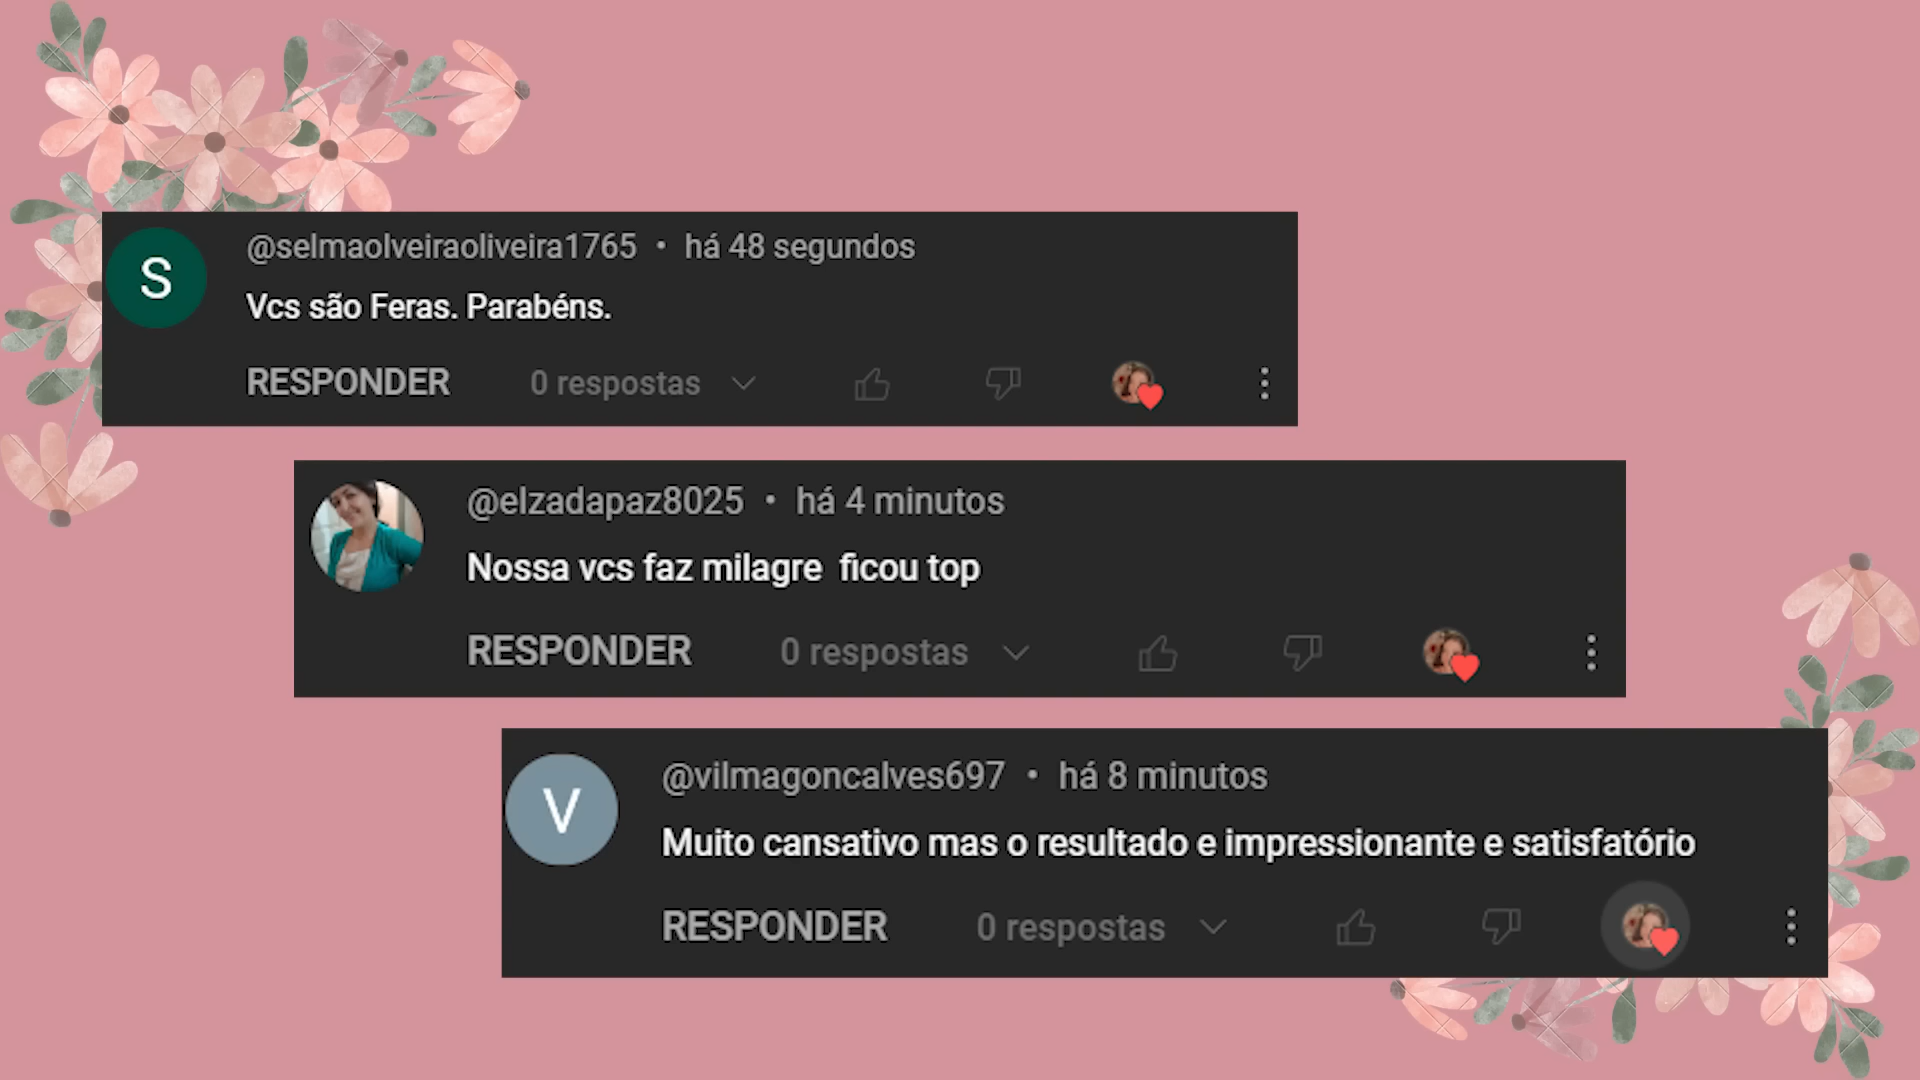 S
@selmaolveiraoliveira1765 • há 48 segundos
Vcs são Feras. Parabéns.
RESPONDER 0 respostas
@elzadapaz8025 • há 4 minutos
Nossa vcs faz milagre ficou top
RESPONDER 0 respostas
V
@vilmagoncalves697 • há 8 minutos
Muito cansativo mas o resultado e impressionante e satisfatório
RESPONDER 0 respostas